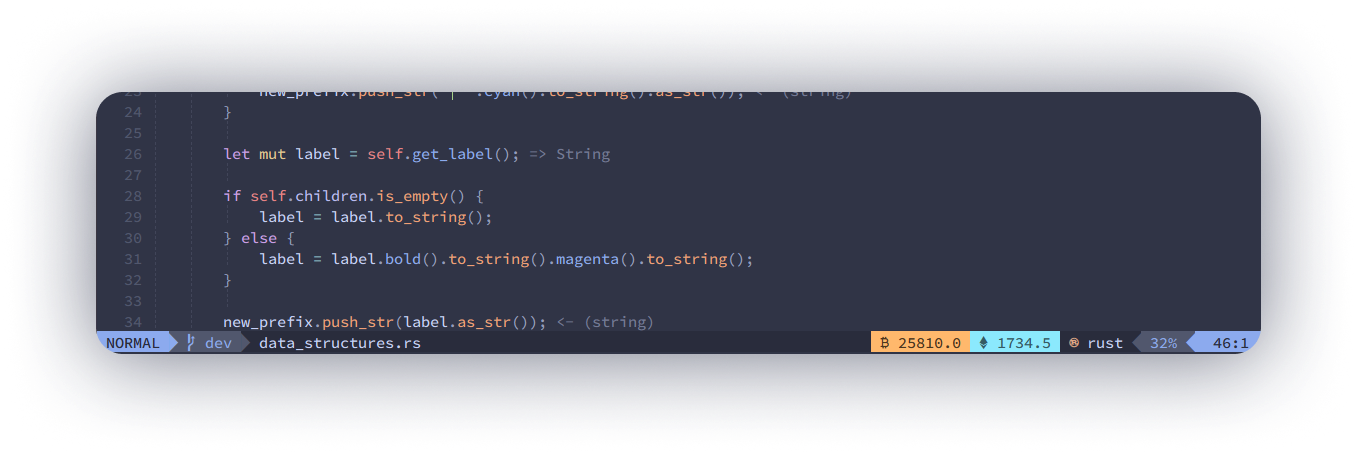 23 new_prefix.push_str( | .cyan().to_string().as_str()); <- (string)
24 }
25
26 let mut label = self.get_label(); => String
27
28 if self.children.is_empty() {
29 label = label.to_string();
30 } else {
31 label = label.bold().to_string().magenta().to_string();
32 }
33
34 new_prefix.push_str(label.as_str()); <- (string)
NORMAL dev data_structures.rs 25810.0 1734.5 rust 32% 46:1